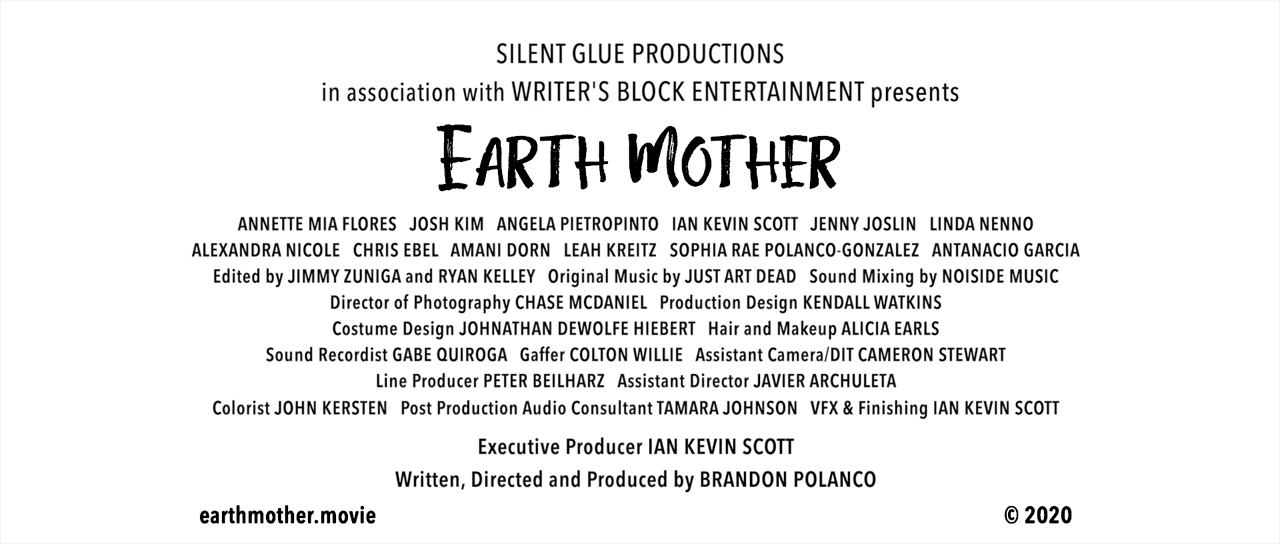 SILENT GLUE PRODUCTIONS
in association with WRITER'S BLOCK ENTERTAINMENT presents
EARTH MOTHER
ANNETTE MIA FLORES JOSH KIM ANGELA PIETROPINTO IAN KEVIN SCOTT JENNY JOSLIN LINDA NENNO
ALEXANDRA NICOLE CHRIS EBEL AMANI DORN LEAH KREITZ SOPHIA RAE POLANCO-GONZALEZ ANTANACIO GARCIA
Edited by JIMMY ZUNIGA and RYAN KELLEY Original Music by JUST ART DEAD Sound Mixing by NOISIDE MUSIC
Director of Photography CHASE MCDANIEL Production Design KENDALL WATKINS
Costume Design JOHNATHAN DEWOLFE HIEBERT Hair and Makeup ALICIA EARLS
Sound Recordist GABE QUIROGA Gaffer COLTON WILLIE Assistant Camera/DIT CAMERON STEWART
Line Producer PETER BEILHARZ Assistant Director JAVIER ARCHULETA
Colorist JOHN KERSTEN Post Production Audio Consultant TAMARA JOHNSON VFX & Finishing IAN KEVIN SCOTT
Executive Producer IAN KEVIN SCOTT
Written, Directed and Produced by BRANDON POLANCO
earthmother.movie © 2020